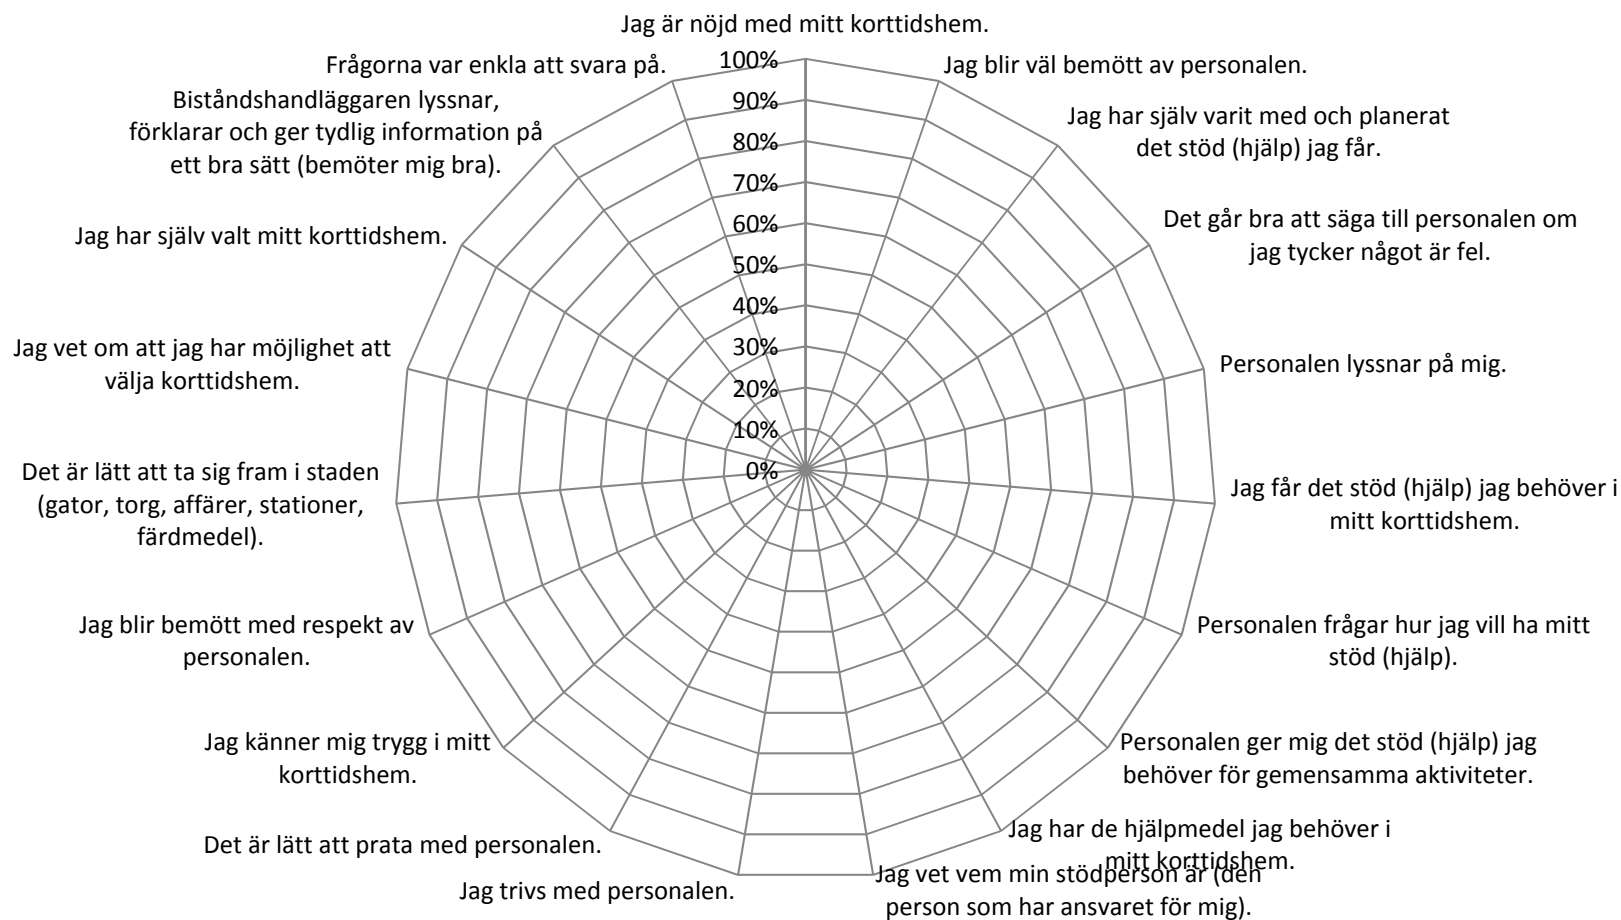 Jag är nöjd med mitt korttidshem.
Jag blir väl bemött av personalen.
Jag har själv varit med och planerat
det stöd (hjälp) jag får.
Det går bra att säga till personalen om
jag tycker något är fel.
Personalen lyssnar på mig.
Jag får det stöd (hjälp) jag behöver i
mitt korttidshem.
Personalen frågar hur jag vill ha mitt
stöd (hjälp).
Personalen ger mig det stöd (hjälp) jag
behöver för gemensamma aktiviteter.
Jag har de hjälpmedel jag behöver i
mitt korttidshem.
Jag vet vem min stödperson är (den
person som har ansvaret för mig).
Jag trivs med personalen.
Det är lätt att prata med personalen.
Jag känner mig trygg i mitt
korttidshem.
Jag blir bemött med respekt av
personalen.
Det är lätt att ta sig fram i staden
(gator, torg, affärer, stationer,
färdmedel).
Jag vet om att jag har möjlighet att
välja korttidshem.
Jag har själv valt mitt korttidshem.
Biståndshandläggaren lyssnar,
förklarar och ger tydlig information på
ett bra sätt (bemöter mig bra).
Frågorna var enkla att svara på.
100%
90%
80%
70%
60%
50%
40%
30%
20%
10%
0%